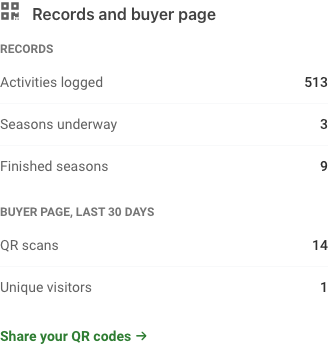 Records and buyer page
RECORDS
Activities logged 513
Seasons underway 3
Finished seasons 9
BUYER PAGE, LAST 30 DAYS
QR scans 14
Unique visitors 1
Share your QR codes →